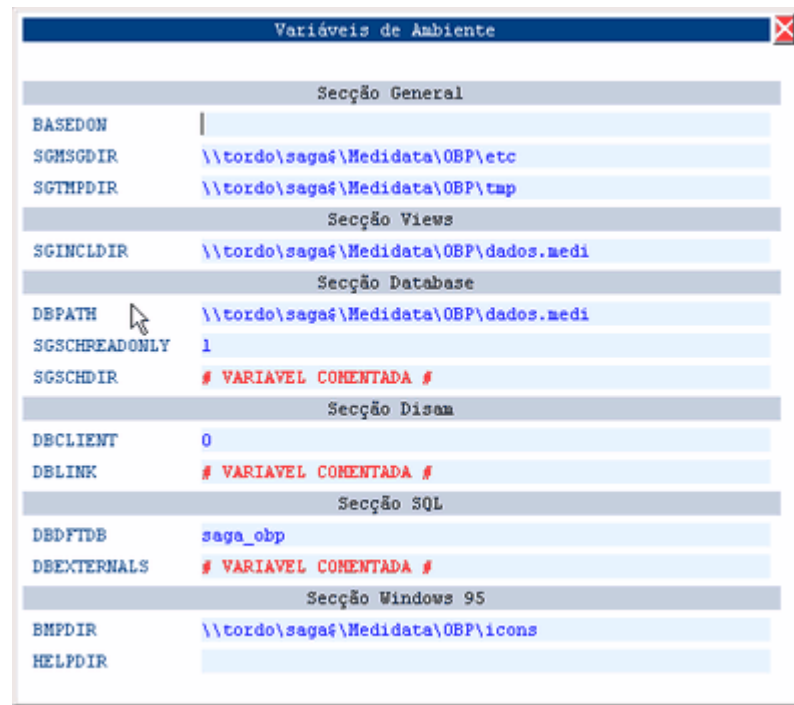 Variáveis de Ambiente
Secção General
BASEDON
SGMSGDIR \\tordo\saga$\Medidata\OBP\etc
SGTMPDIR \\tordo\saga$\Medidata\OBP\tmp
Secção Views
SGINCLDIR \\tordo\saga$\Medidata\OBP\dados.medi
Secção Database
DBPATH \\tordo\saga$\Medidata\OBP\dados.medi
SGSCHREADONLY 1
SGSCHDIR # VARIAVEL COMENTADA #
Secção Disam
DBCLIENT 0
DBLINK # VARIAVEL COMENTADA #
Secção SQL
DBDFTDB saga_obp
DBEXTERNALS # VARIAVEL COMENTADA #
Secção Windows 95
BMPDIR \\tordo\saga$\Medidata\OBP\icons
HELPDIR